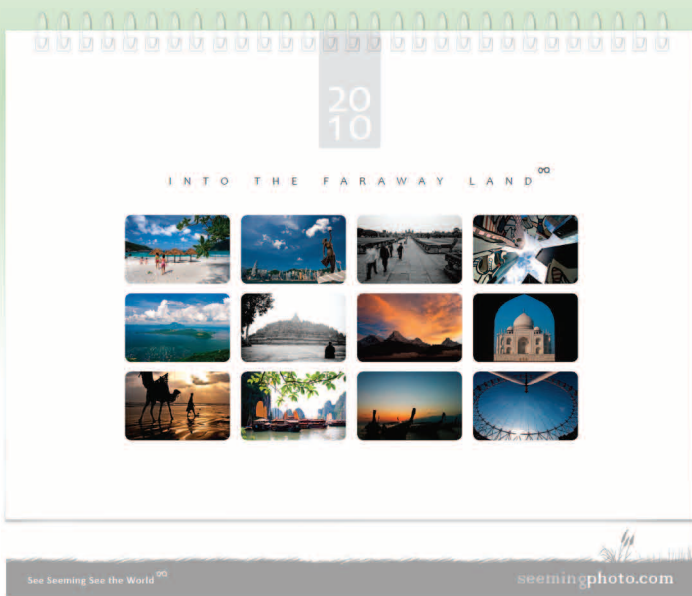 20
10
INTO THE FARAWAY LAND
See Seeming See the World
seemingphoto.com